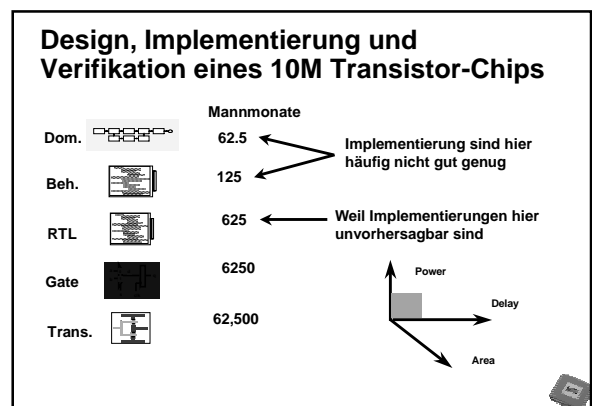 Design, Implementierung und
Verifikation eines 10M Transistor-Chips
Mannmonate
Dom.
62.5
Implementierung sind hier
häufig nicht gut genug
Beh.
125
RTL
625
Weil Implementierungen hier
unvorhersagbar sind
Gate
6250
Power
Delay
Trans.
62,500
Area